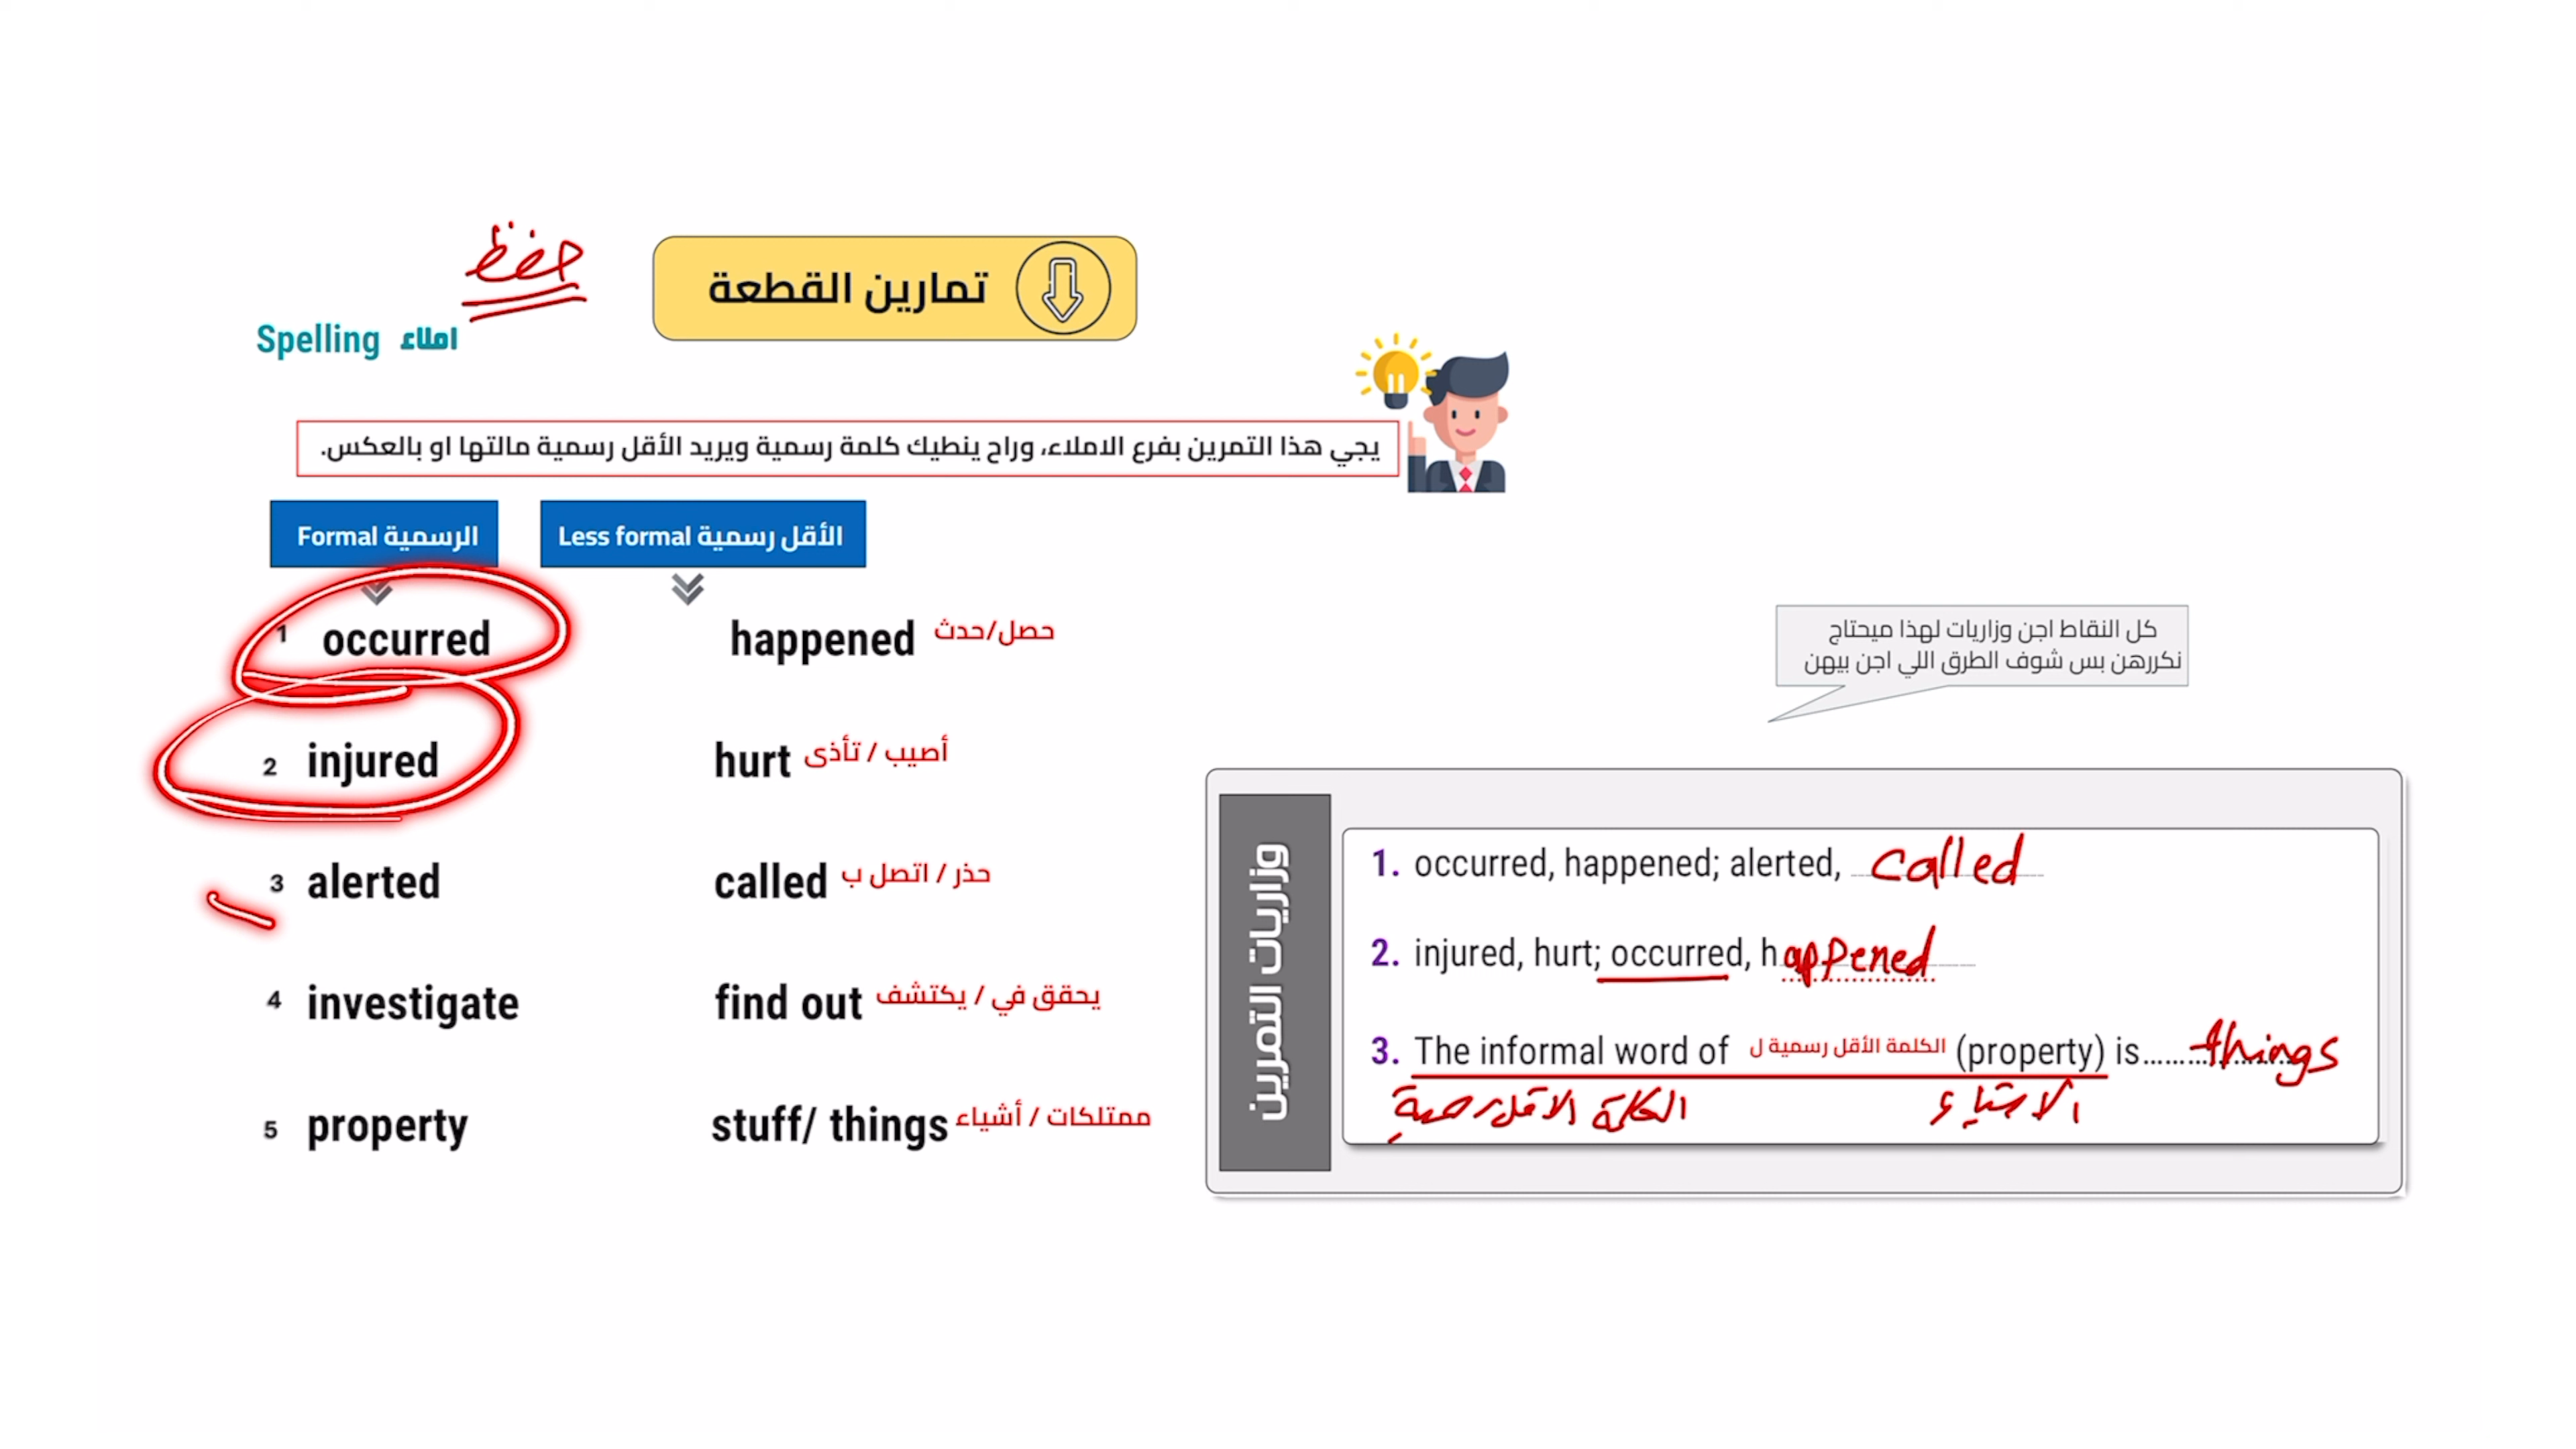 حفظ
تمارين القطعة
Spelling املاء
يجي هذا التمرين بفرع الاملاء، وراح ينطيك كلمة رسمية ويريد الأقل رسمية مالتها او بالعكس.
Formal الرسمية
Less formal الأقل رسمية
1 occurred happened حصل/حدث
2 injured hurt أصيب / تأذى
3 alerted called حذر / اتصل ب
4 investigate find out يحقق في / يكتشف
5 property stuff/ things ممتلكات / أشياء
كل النقاط اجن وزاريات لهذا ميحتاج
نكررهن بس شوف الطرق اللي اجن بيهن
وزاريات التمرين
1. occurred, happened; alerted, called
2. injured, hurt; occurred, happened
3. The informal word of الكلمة الأقل رسمية ل (property) is...... things
الكلمة الاقل رسمية الاشياء